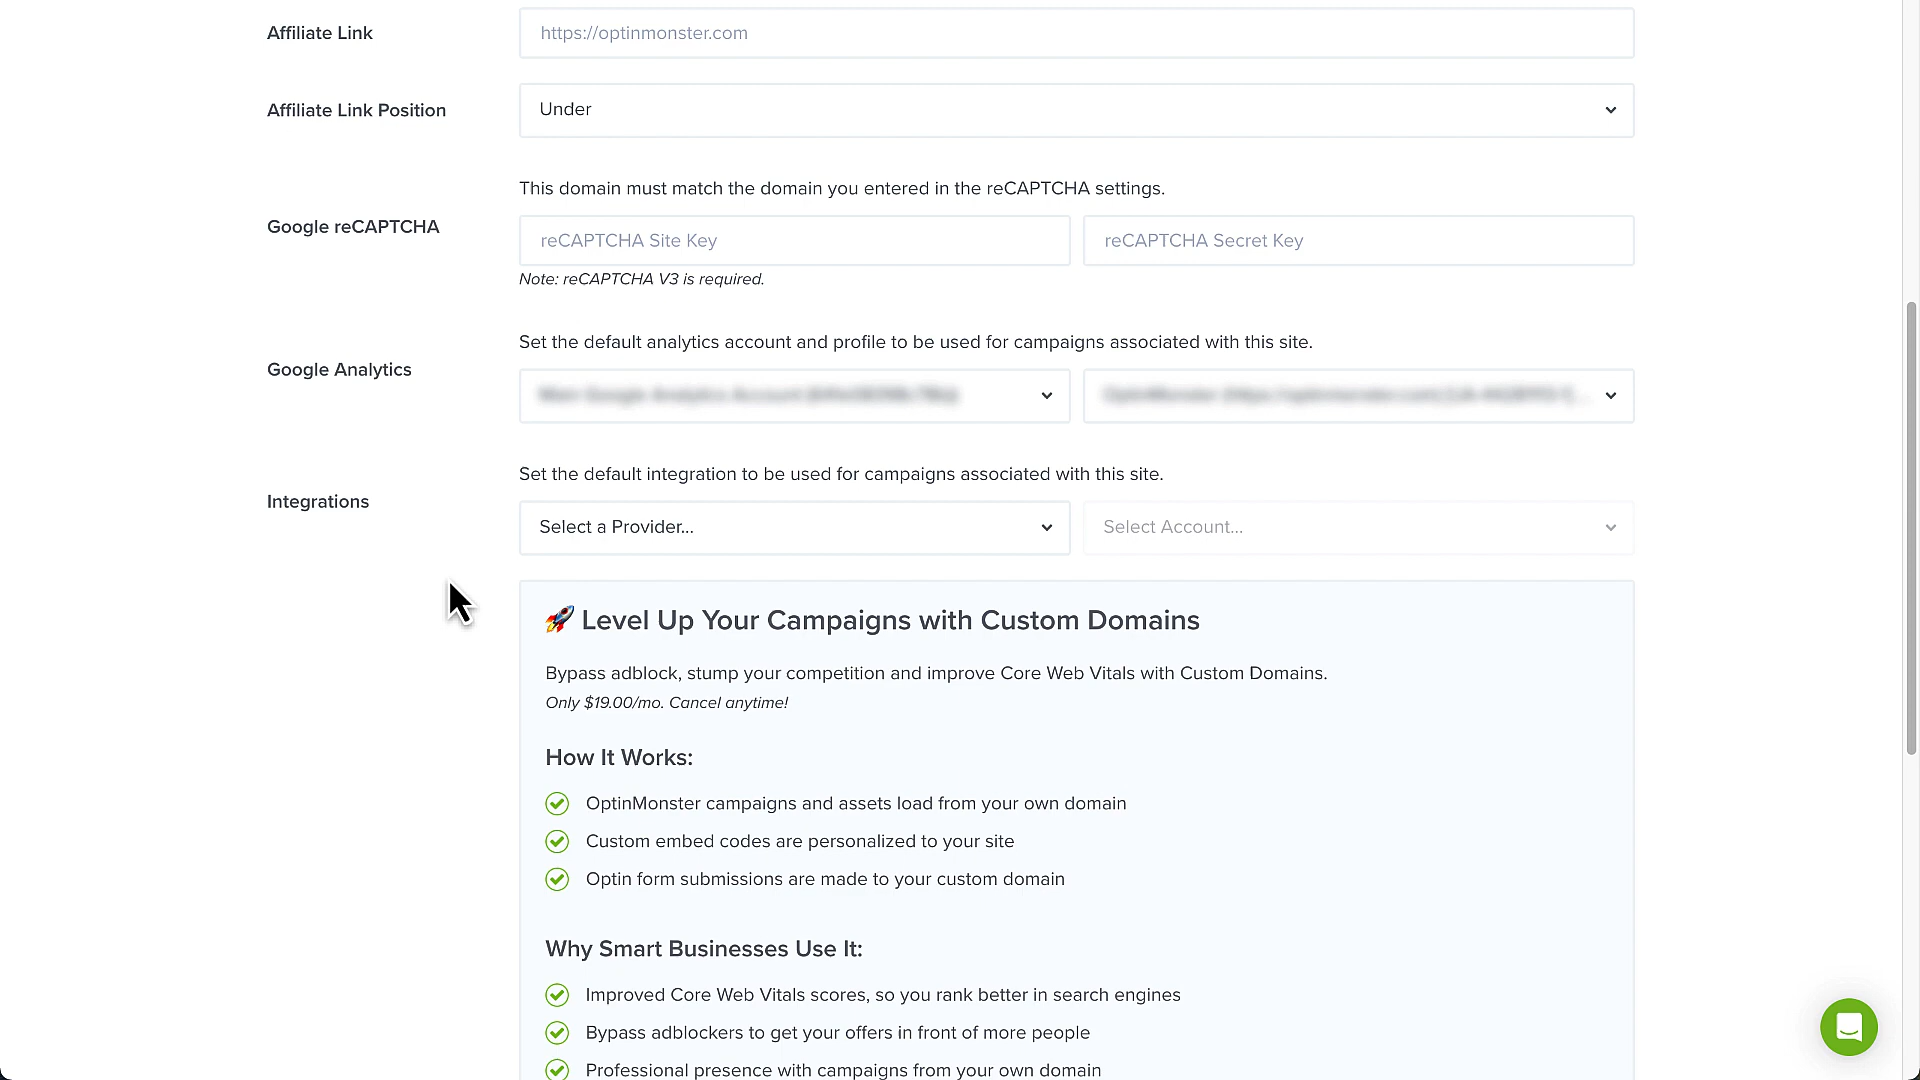 Affiliate Link
https://optinmonster.com
Affiliate Link Position
Under
This domain must match the domain you entered in the reCAPTCHA settings.
Google reCAPTCHA
reCAPTCHA Site Key
reCAPTCHA Secret Key
Note: reCAPTCHA V3 is required.
Set the default analytics account and profile to be used for campaigns associated with this site.
Google Analytics
Set the default integration to be used for campaigns associated with this site.
Integrations
Select a Provider...
Select Account...
🚀 Level Up Your Campaigns with Custom Domains
Bypass adblock, stump your competition and improve Core Web Vitals with Custom Domains.
Only $19.00/mo. Cancel anytime!
How It Works:
OptinMonster campaigns and assets load from your own domain
Custom embed codes are personalized to your site
Optin form submissions are made to your custom domain
Why Smart Businesses Use It:
Improved Core Web Vitals scores, so you rank better in search engines
Bypass adblockers to get your offers in front of more people
Professional presence with campaigns from your own domain